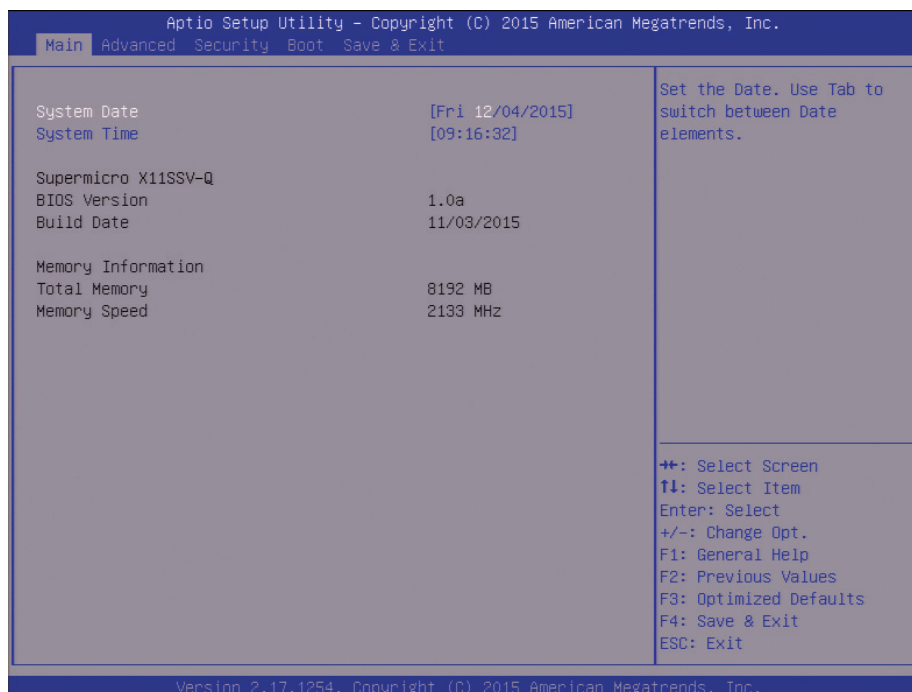 Aptio Setup Utility – Copyright (C) 2015 American Megatrends, Inc.
Main Advanced Security Boot Save & Exit
System Date [Fri 12/04/2015]
System Time [09:16:32]
Supermicro X11SSV-Q
BIOS Version 1.0a
Build Date 11/03/2015
Memory Information
Total Memory 8192 MB
Memory Speed 2133 MHz
Set the Date. Use Tab to
switch between Date
elements.
→←: Select Screen
↑↓: Select Item
Enter: Select
+/-: Change Opt.
F1: General Help
F2: Previous Values
F3: Optimized Defaults
F4: Save & Exit
ESC: Exit
Version 2.17.1254. Copyright (C) 2015 American Megatrends, Inc.